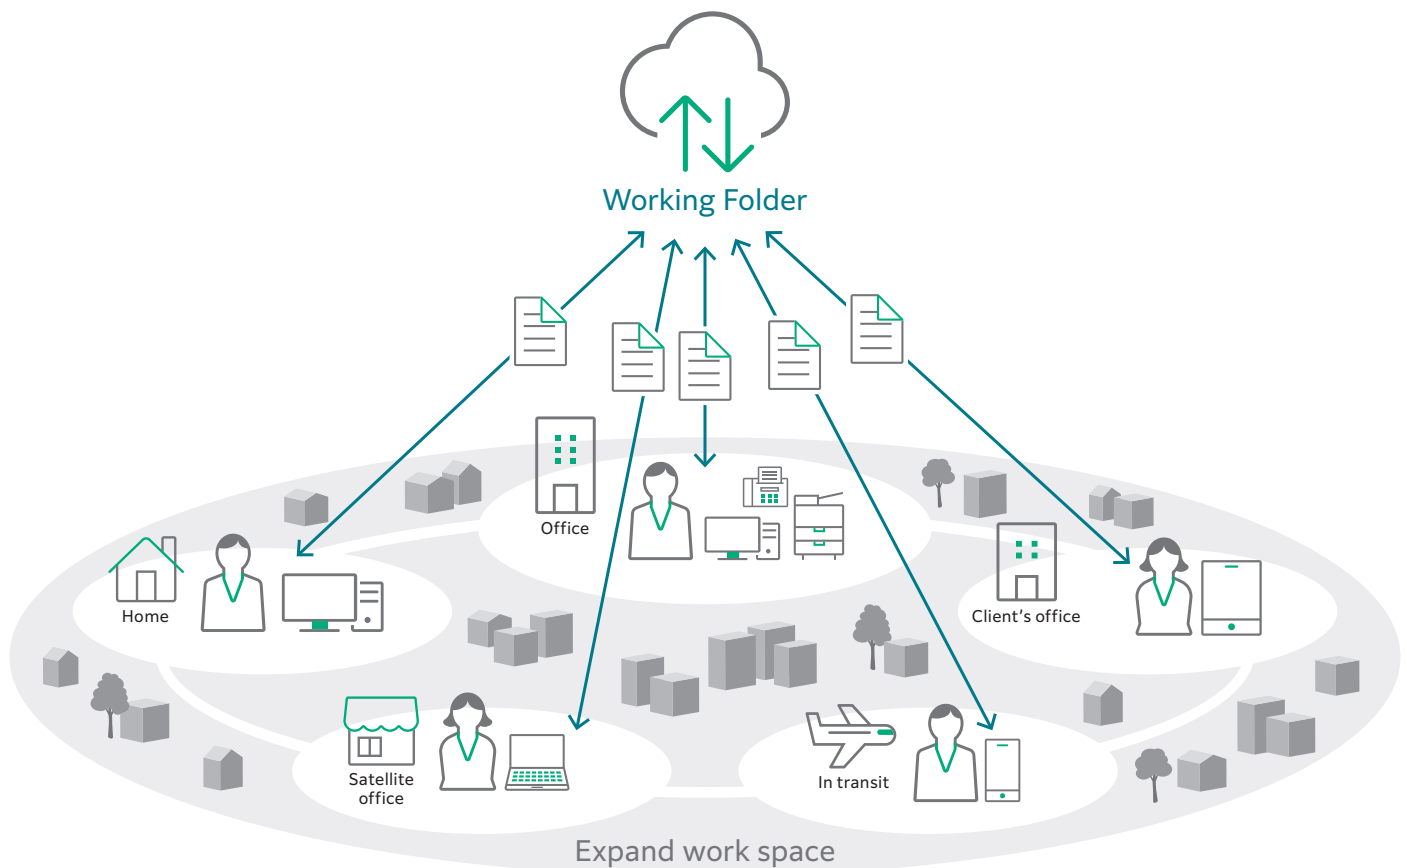 Working Folder
Office
Home
Client's office
Satellite
office
In transit
Expand work space